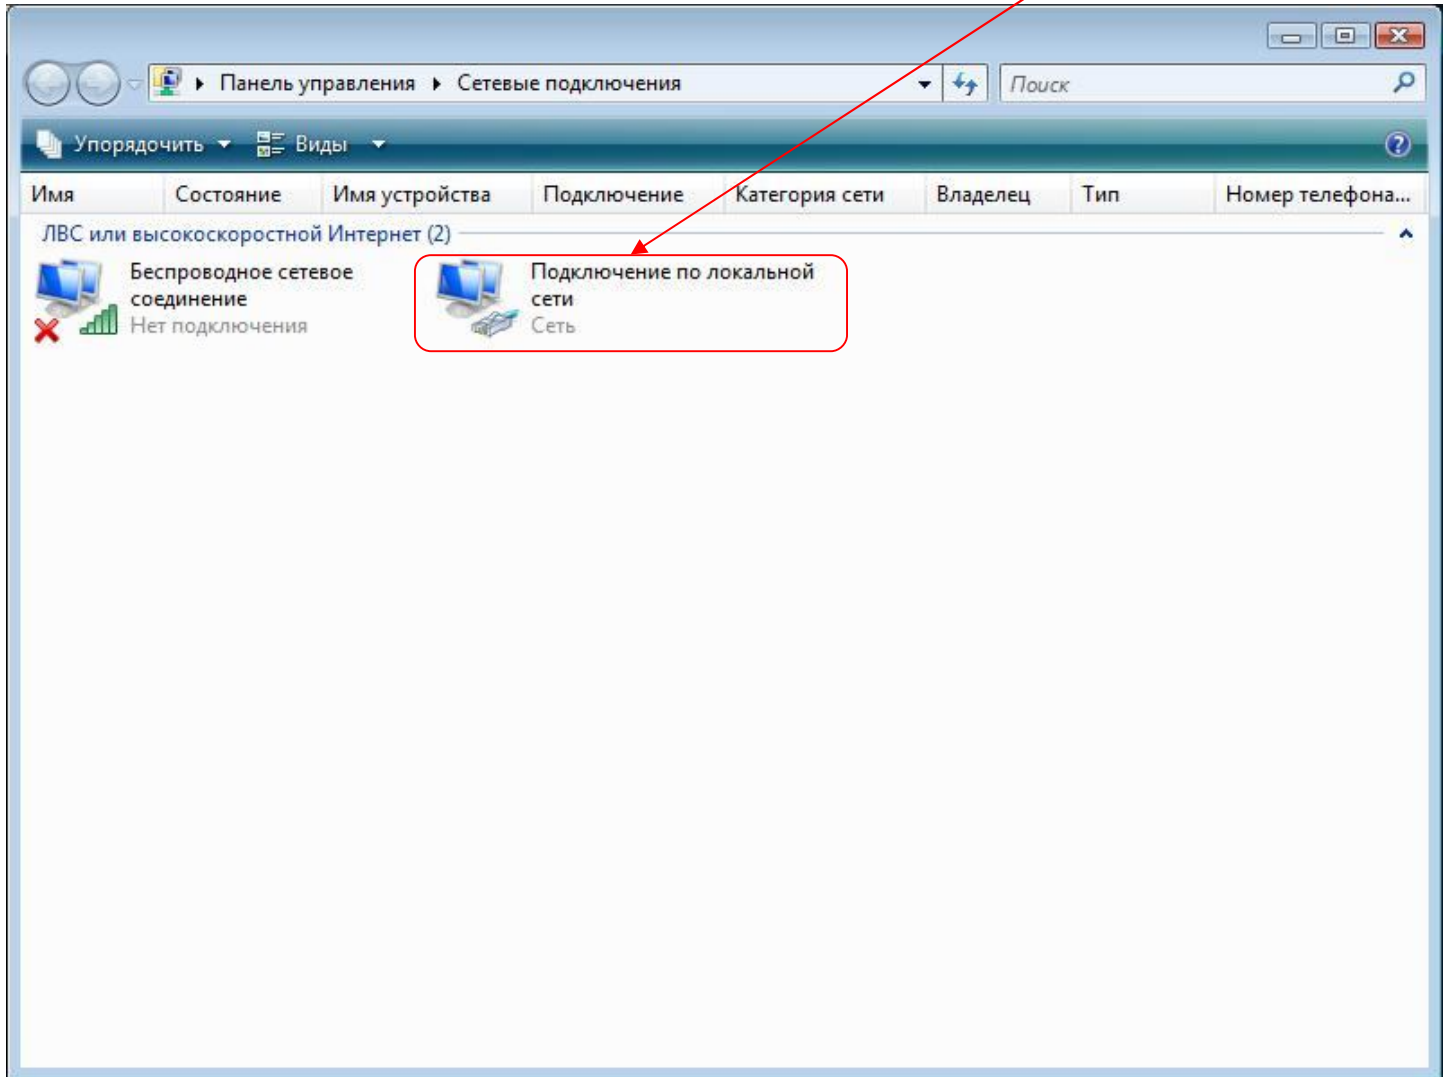 Панель управления Сетевые подключения
Поиск
Упорядочить Виды
Имя Состояние Имя устройства Подключение Категория сети Владелец Тип Номер телефона...
ЛВС или высокоскоростной Интернет (2)
Беспроводное сетевое
соединение
Нет подключения
Подключение по локальной
сети
Сеть